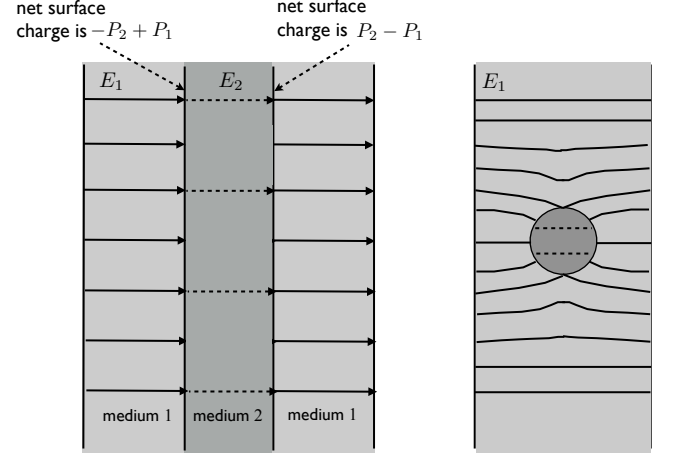 net surface
charge is −P₂ + P₁
net surface
charge is P₂ − P₁
E₁
E₂
E₁
medium 1
medium 2
medium 1